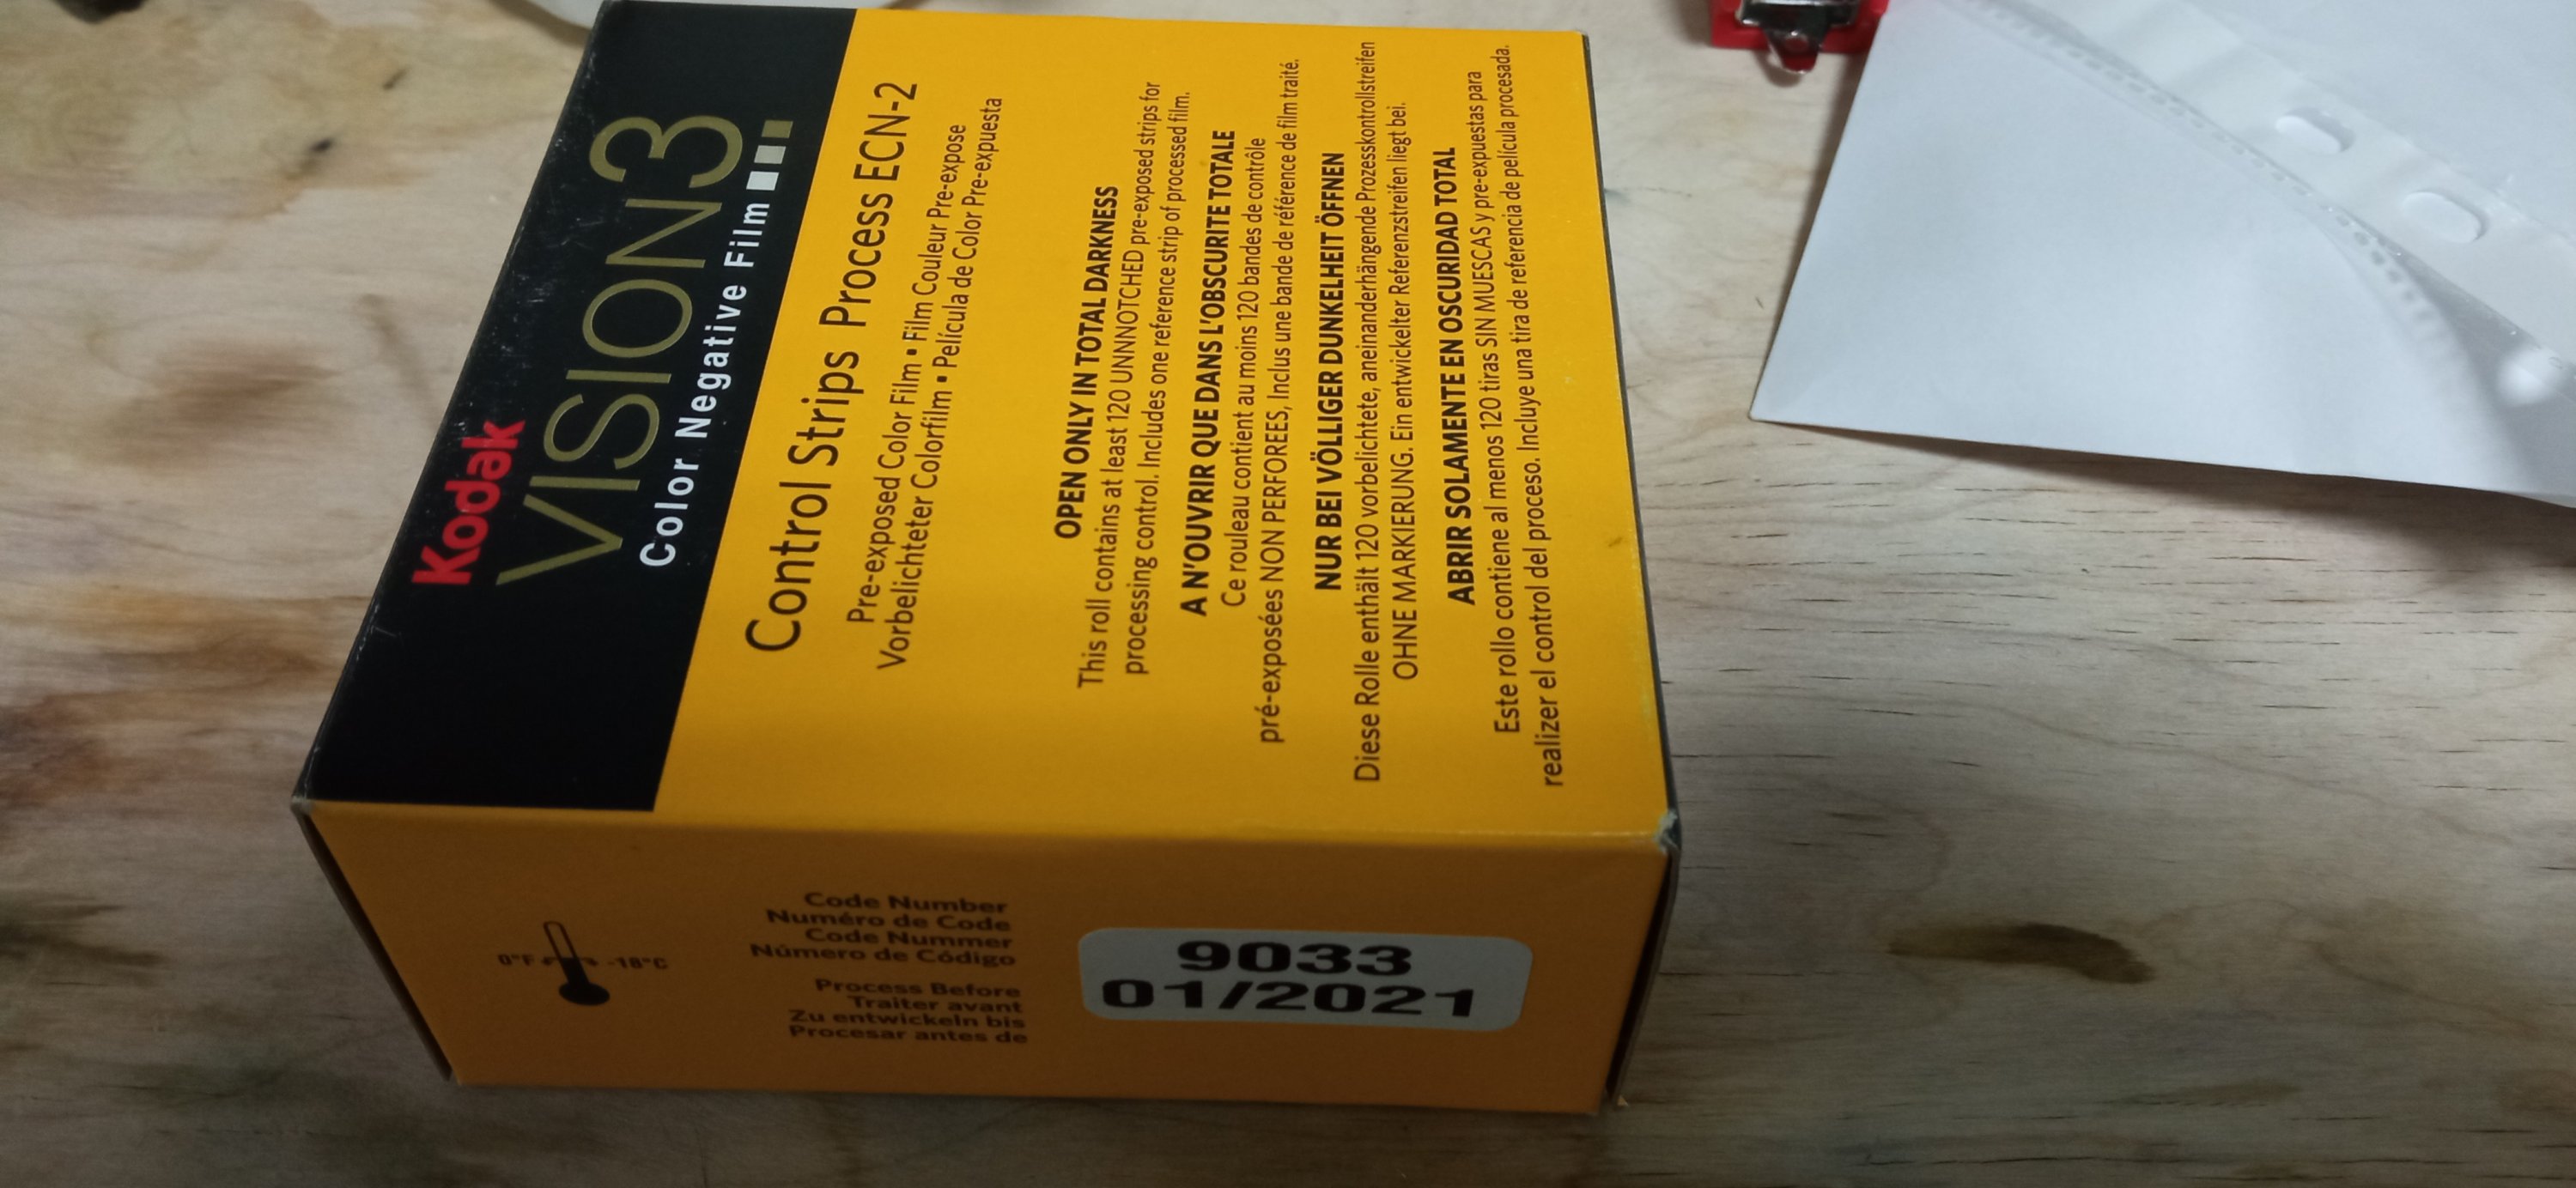 Kodak
VISION3
Color Negative Film
Control Strips Process ECN-2
Pre-exposed Color Film ▪ Film Couleur Pre-expose
Vorbelichteter Colorfilm ▪ Película de Color Pre-expuesta
OPEN ONLY IN TOTAL DARKNESS
This roll contains at least 120 UNNOTCHED pre-exposed strips for
processing control. Includes one reference strip of processed film.
A N'OUVRIR QUE DANS L'OBSCURITE TOTALE
Ce rouleau contient au moins 120 bandes de contrôle
pré-exposées NON PERFOREES, Inclus une bande de référence de film traité.
NUR BEI VÖLLIGER DUNKELHEIT ÖFFNEN
Diese Rolle enthält 120 vorbelichtete, aneinanderhängende Prozesskontrollstreifen
OHNE MARKIERUNG. Ein entwickelter Referenzstreifen liegt bei.
ABRIR SOLAMENTE EN OSCURIDAD TOTAL
Este rollo contiene al menos 120 tiras SIN MUESCAS y pre-expuestas para
realizer el control del proceso. Incluye una tira de referencia de película procesada.
0°F -18°C
Code Number
Numéro de Code
Code Nummer
Número de Código
Process Before
Traiter avant
Zu entwickeln bis
Procesar antes de
9033
01/2021